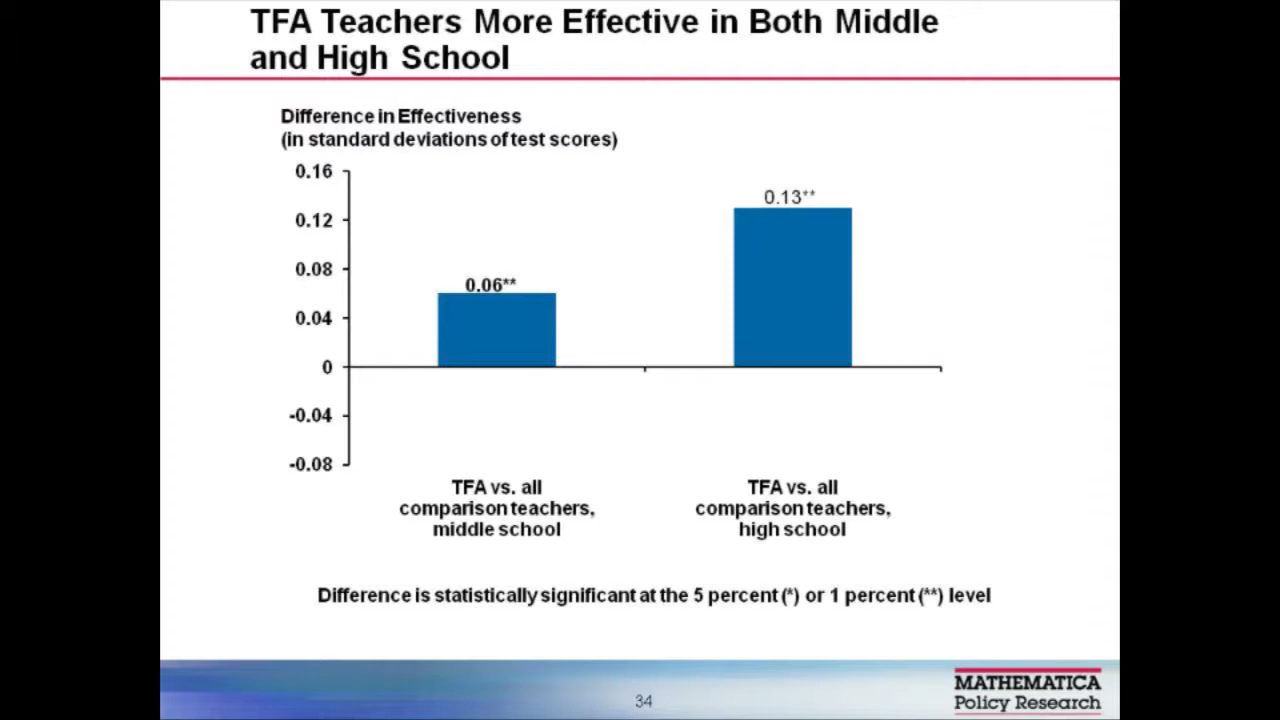 TFA Teachers More Effective in Both Middle
and High School
Difference in Effectiveness
(in standard deviations of test scores)
0.16
0.12
0.08
0.04
0
-0.04
-0.08
0.06**
0.13**
TFA vs. all
comparison teachers,
middle school
TFA vs. all
comparison teachers,
high school
Difference is statistically significant at the 5 percent (*) or 1 percent (**) level
34
MATHEMATICA
Policy Research